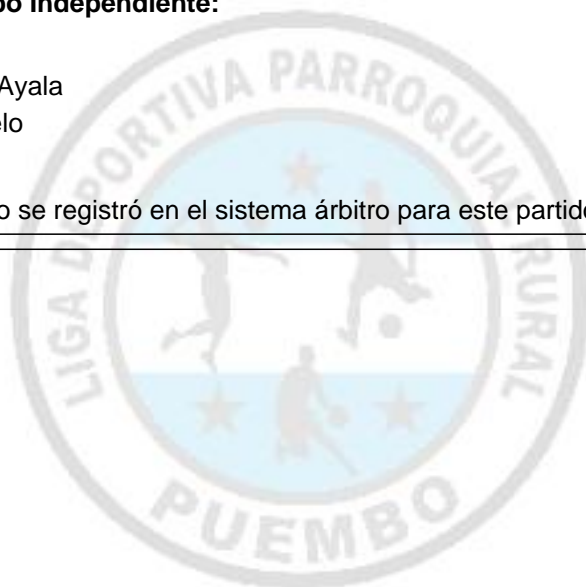 po Independiente:
Ayala
elo
o se registró en el sistema árbitro para este partido
LIGA DEPORTIVA PARROQUIAL RURAL
PUEMBO